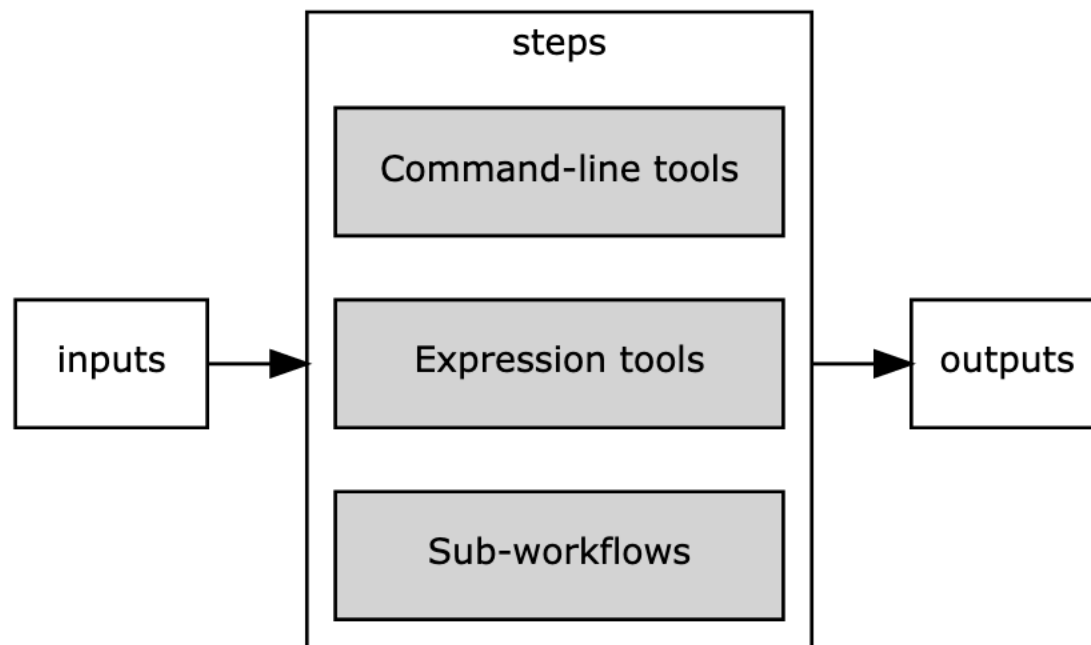 steps
Command-line tools
inputs
Expression tools
outputs
Sub-workflows